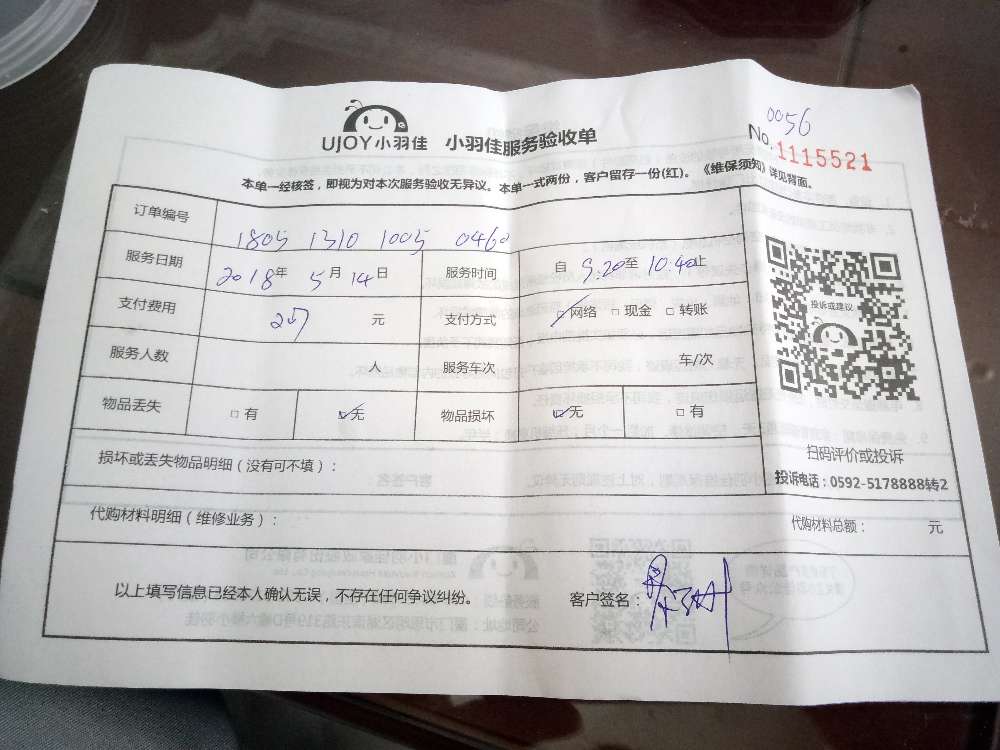 UJOY小羽佳 小羽佳服务验收单
0056
No. 1115521
本单一经核签，即视为对本次服务验收无异议。本单一式两份，客户留存一份(红)。《维保须知》详见背面。
订单编号 1805 1310 1005 0460
服务日期 2018年 5月 14日 服务时间 自 9:20至 10:40止
支付费用 元 支付方式 ☑网络 □现金 □转账
服务人数 人 服务车次 车/次
物品丢失 □有 ☑无 物品损坏 ☑无 □有
投诉或建议
扫码评价或投诉
投诉电话：0592-5178888转2
损坏或丢失物品明细（没有可不填）：
代购材料明细（维修业务）： 代购材料总额： 元
以上填写信息已经本人确认无误，不存在任何争议纠纷。 客户签名：